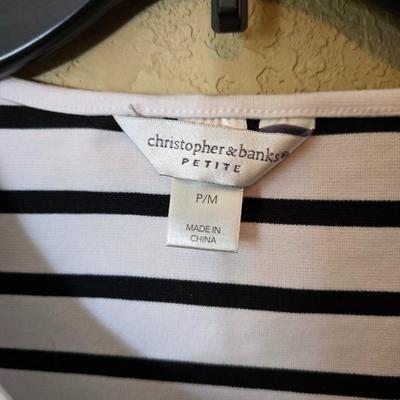 christopher & banks®
PETITE
P/M
MADE IN
CHINA